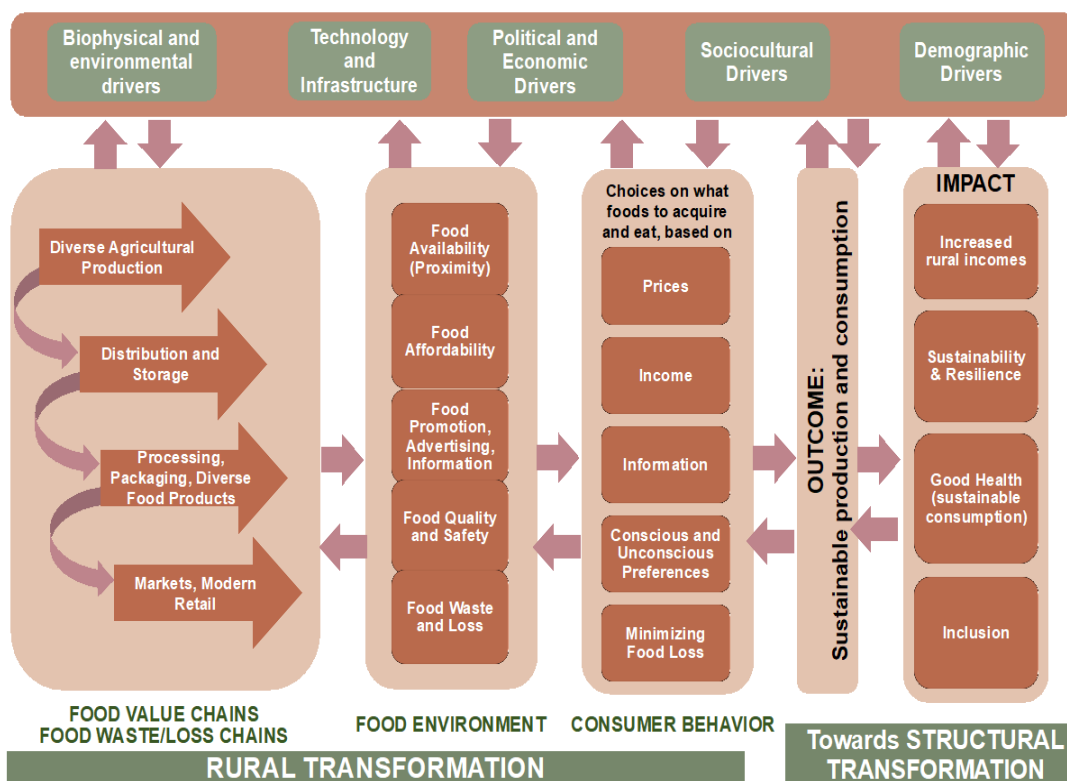 Biophysical and
environmental
drivers
Technology
and
Infrastructure
Political and
Economic
Drivers
Sociocultural
Drivers
Demographic
Drivers
Diverse Agricultural
Production
Distribution and
Storage
Processing,
Packaging, Diverse
Food Products
Markets, Modern
Retail
FOOD VALUE CHAINS
FOOD WASTE/LOSS CHAINS
Food
Availability
(Proximity)
Food
Affordability
Food
Promotion,
Advertising,
Information
Food Quality
and Safety
Food Waste
and Loss
FOOD ENVIRONMENT
Choices on what
foods to acquire
and eat, based on
Prices
Income
Information
Conscious and
Unconscious
Preferences
Minimizing
Food Loss
CONSUMER BEHAVIOR
OUTCOME:
Sustainable production and consumption
IMPACT
Increased
rural incomes
Sustainability
& Resilience
Good Health
(sustainable
consumption)
Inclusion
RURAL TRANSFORMATION
Towards STRUCTURAL
TRANSFORMATION